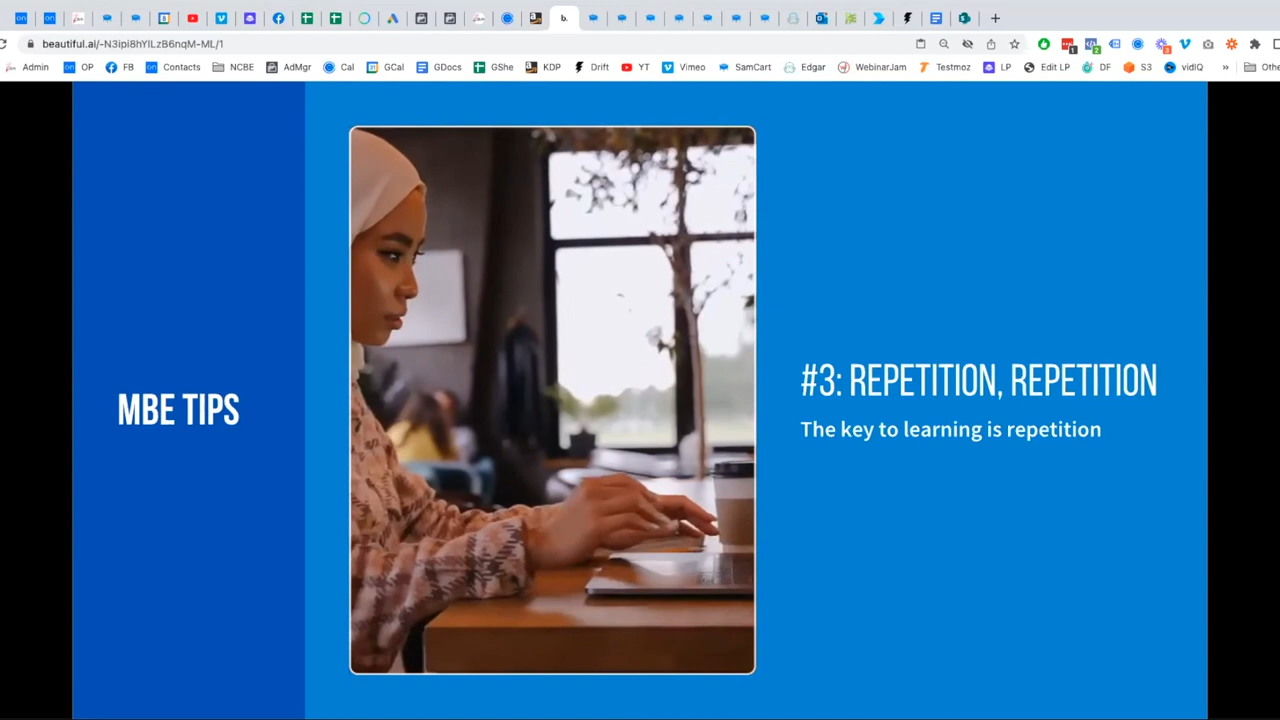 beautiful.ai/-N3ipi8hYlLzB6nqM-ML/1
Admin OP FB Contacts NCBE AdMgr Cal GCal GDocs GShe KDP Drift YT Vimeo SamCart Edgar WebinarJam Testmoz LP Edit LP DF S3 vidIQ » Othe
MBE TIPS
#3: REPETITION, REPETITION
The key to learning is repetition